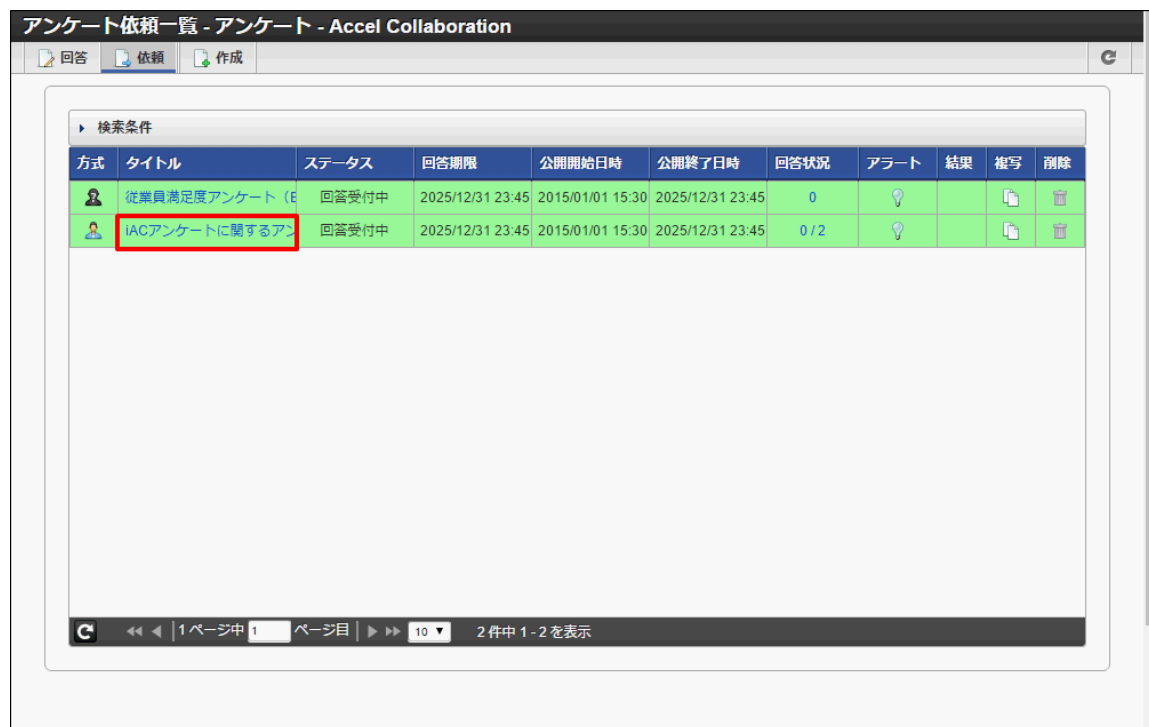 アンケート依頼一覧 - アンケート - Accel Collaboration
回答 依頼 作成
検索条件
方式 タイトル ステータス 回答期限 公開開始日時 公開終了日時 回答状況 アラート 結果 複写 削除
従業員満足度アンケート（E 回答受付中 2025/12/31 23:45 2015/01/01 15:30 2025/12/31 23:45 0
iACアンケートに関するアン 回答受付中 2025/12/31 23:45 2015/01/01 15:30 2025/12/31 23:45 0 / 2
1 ページ中 1 ページ目 10 2 件中 1 - 2 を表示